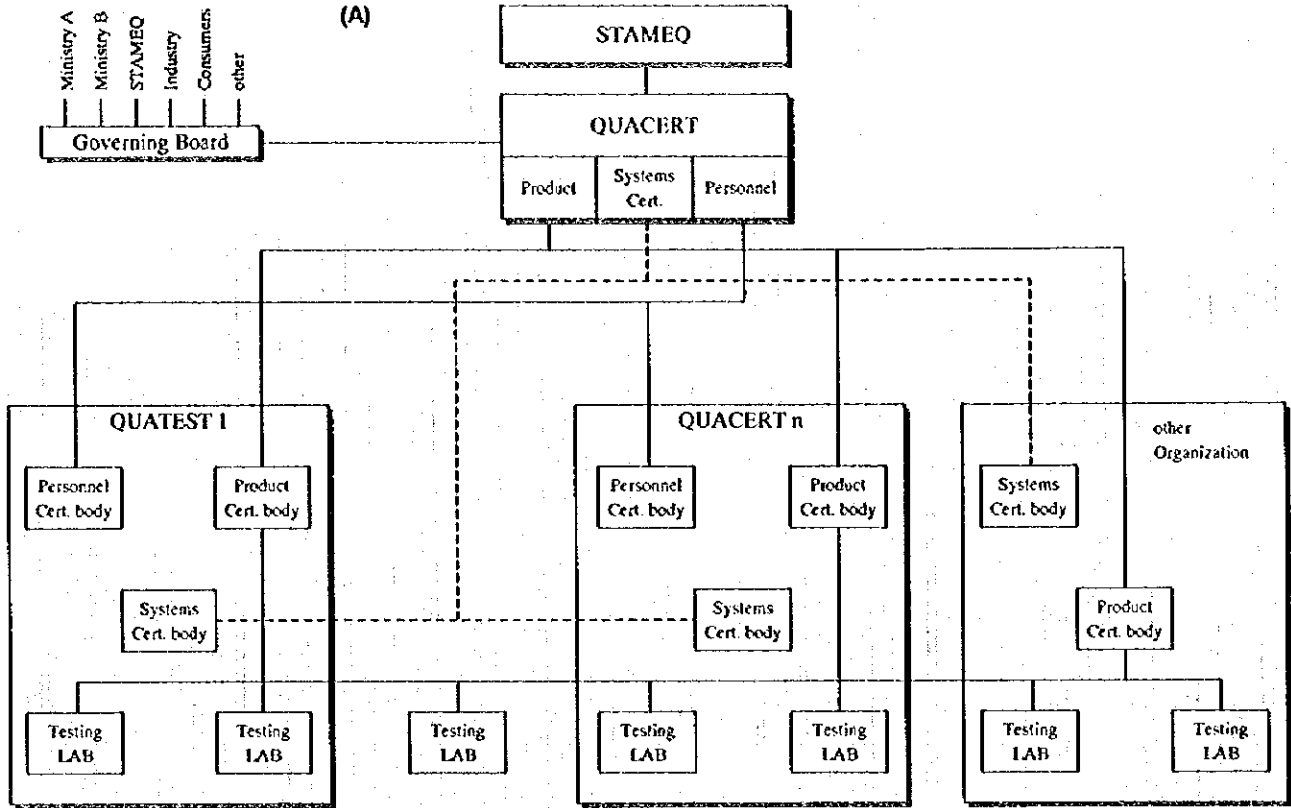 (A)
Ministry A
Ministry B
STAMEQ
Industry
Consumers
other
Governing Board
STAMEQ
QUACERT
Product
Systems
Cert.
Personnel
QUATEST 1
Personnel
Cert. body
Product
Cert. body
Systems
Cert. body
Testing
LAB
Testing
LAB
Testing
LAB
QUACERT n
Personnel
Cert. body
Product
Cert. body
Systems
Cert. body
Testing
LAB
Testing
LAB
other
Organization
Systems
Cert. body
Product
Cert. body
Testing
LAB
Testing
LAB